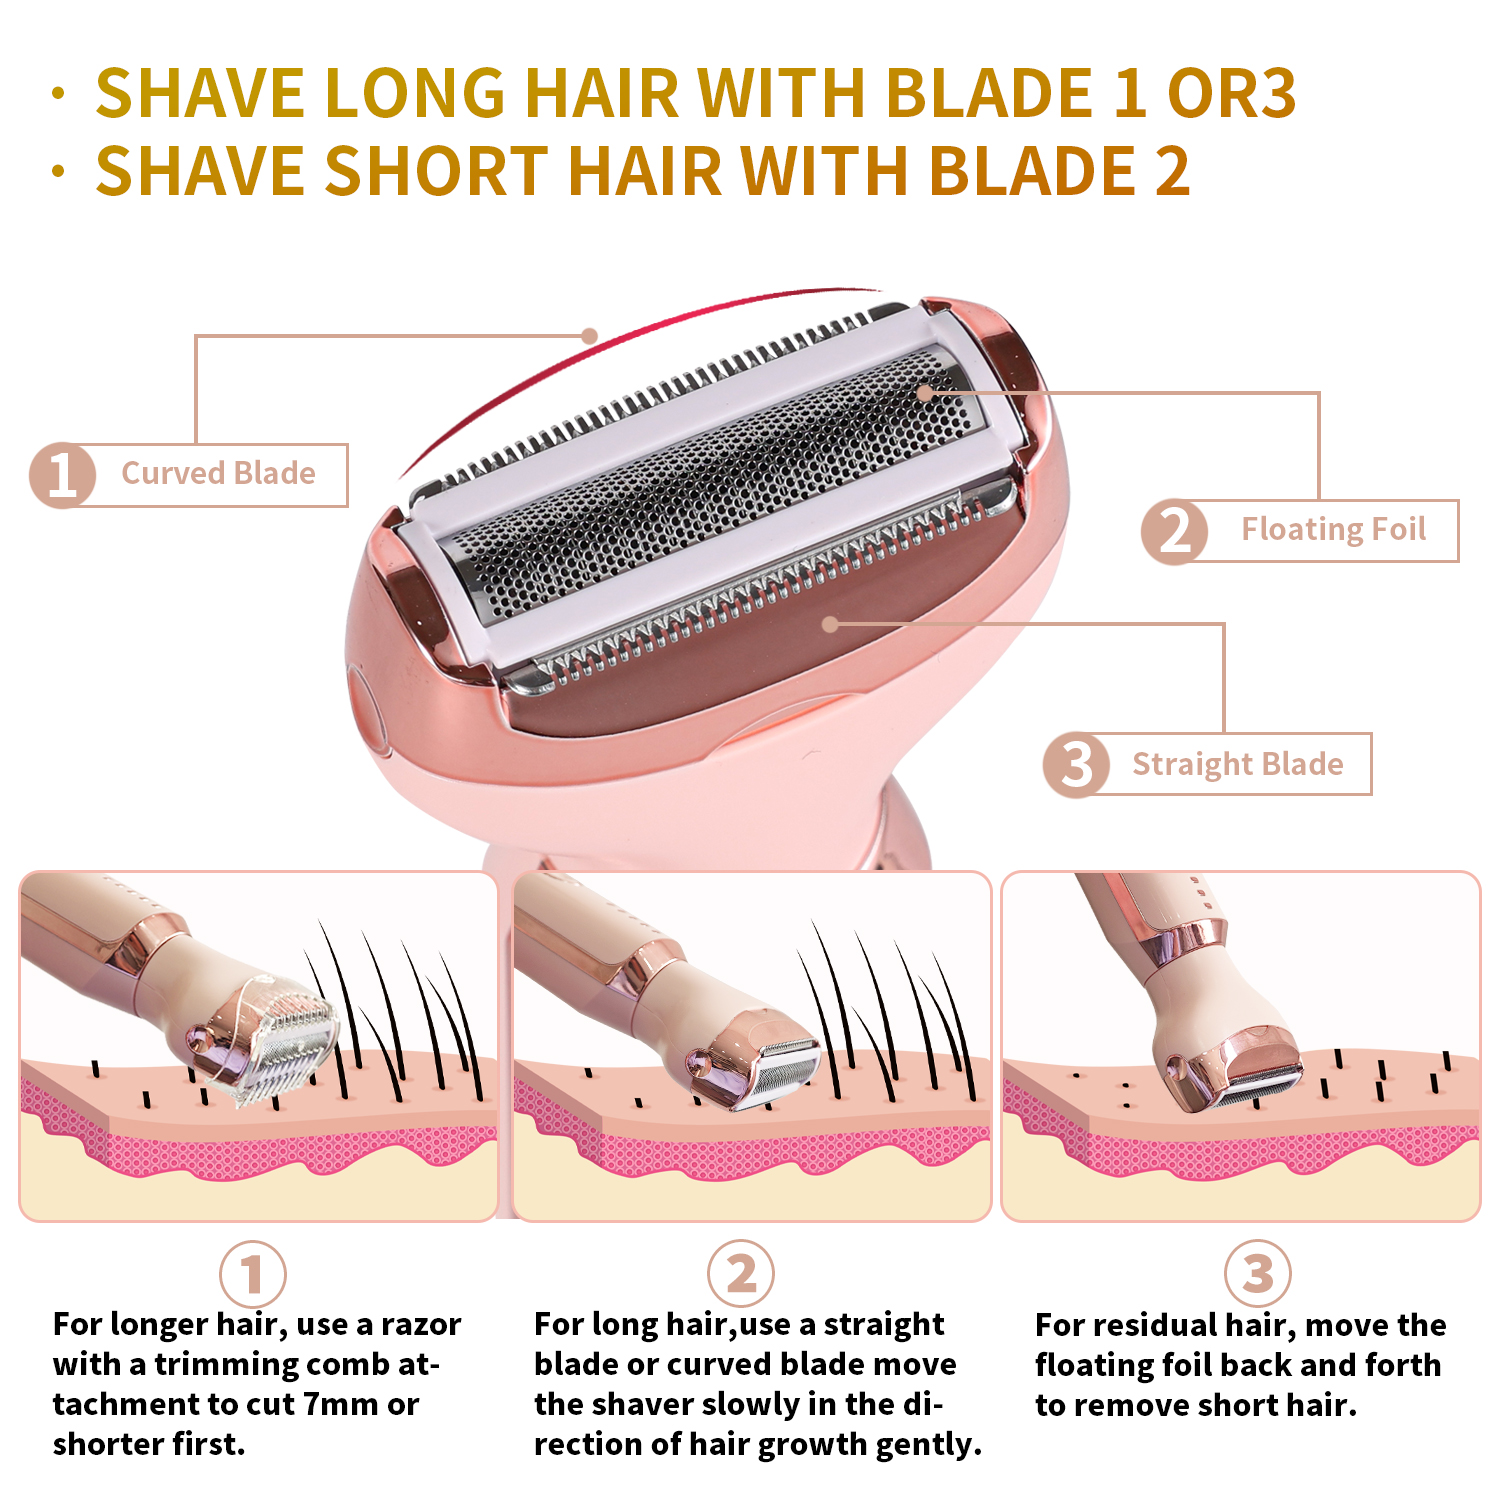 · SHAVE LONG HAIR WITH BLADE 1 OR3
· SHAVE SHORT HAIR WITH BLADE 2
1 Curved Blade
2 Floating Foil
3 Straight Blade
1
For longer hair, use a razor
with a trimming comb at-
tachment to cut 7mm or
shorter first.
2
For long hair,use a straight
blade or curved blade move
the shaver slowly in the di-
rection of hair growth gently.
3
For residual hair, move the
floating foil back and forth
to remove short hair.